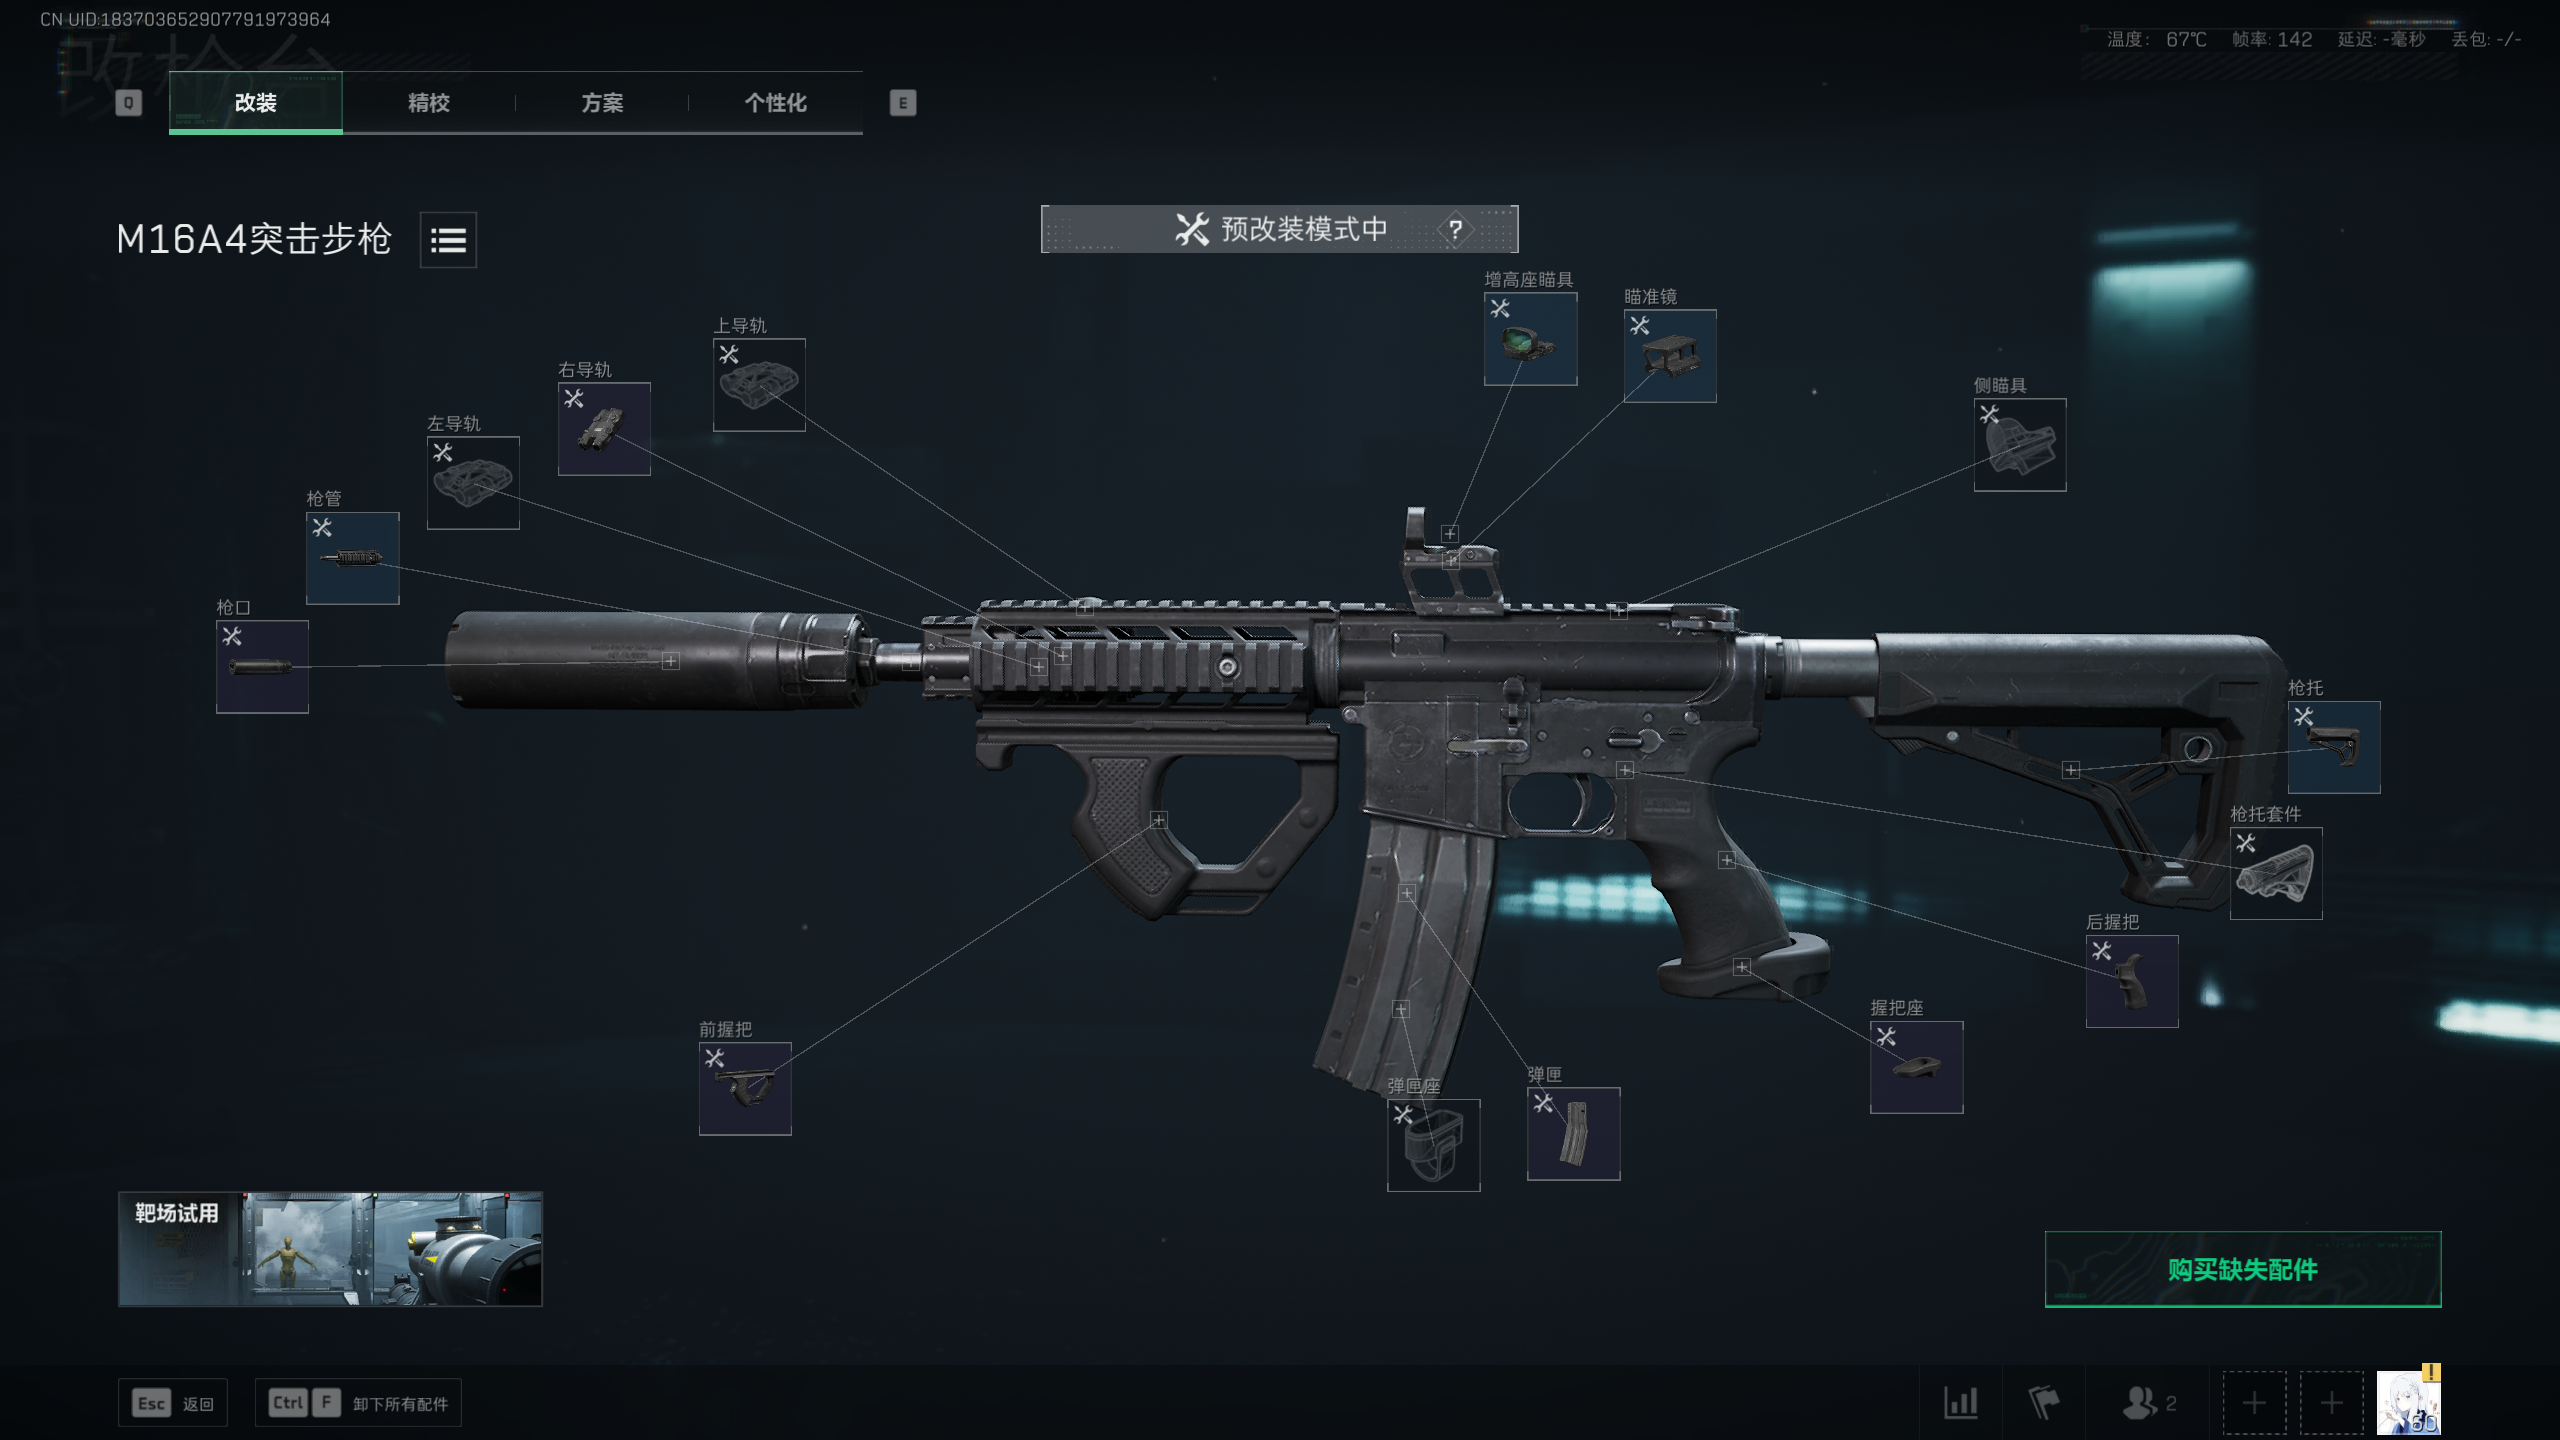 CN UID:183703652907791973964
改枪台
温度: 67℃ 帧率: 142 延迟: -毫秒 丢包: -/-
Q 改装 精校 方案 个性化 E
M16A4突击步枪
预改装模式中 ?
增高座瞄具
瞄准镜
上导轨
右导轨
侧瞄具
左导轨
枪管
枪口
枪托
枪托套件
后握把
握把座
前握把
弹匣
弹匣座
靶场试用
购买缺失配件
Esc 返回
Ctrl F 卸下所有配件
2
60